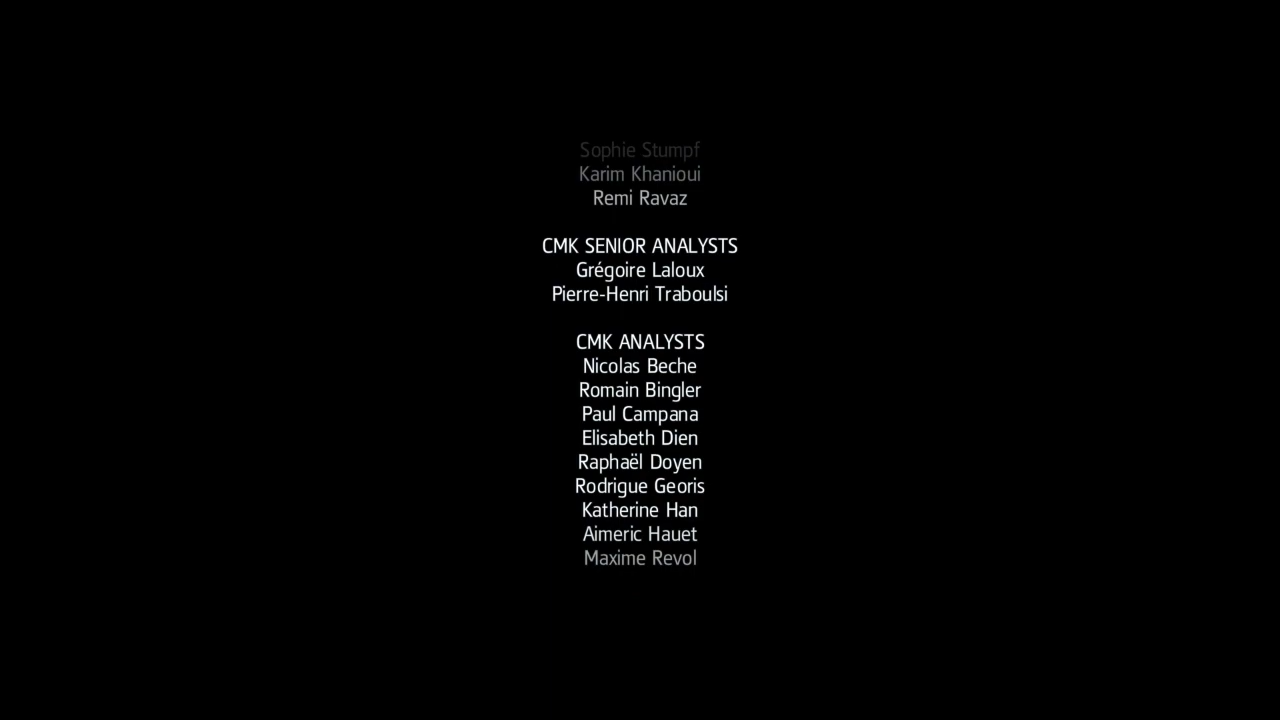 Sophie Stumpf
Karim Khanioui
Remi Ravaz
CMK SENIOR ANALYSTS
Grégoire Laloux
Pierre-Henri Traboulsi
CMK ANALYSTS
Nicolas Beche
Romain Bingler
Paul Campana
Elisabeth Dien
Raphaël Doyen
Rodrigue Georis
Katherine Han
Aimeric Hauet
Maxime Revol